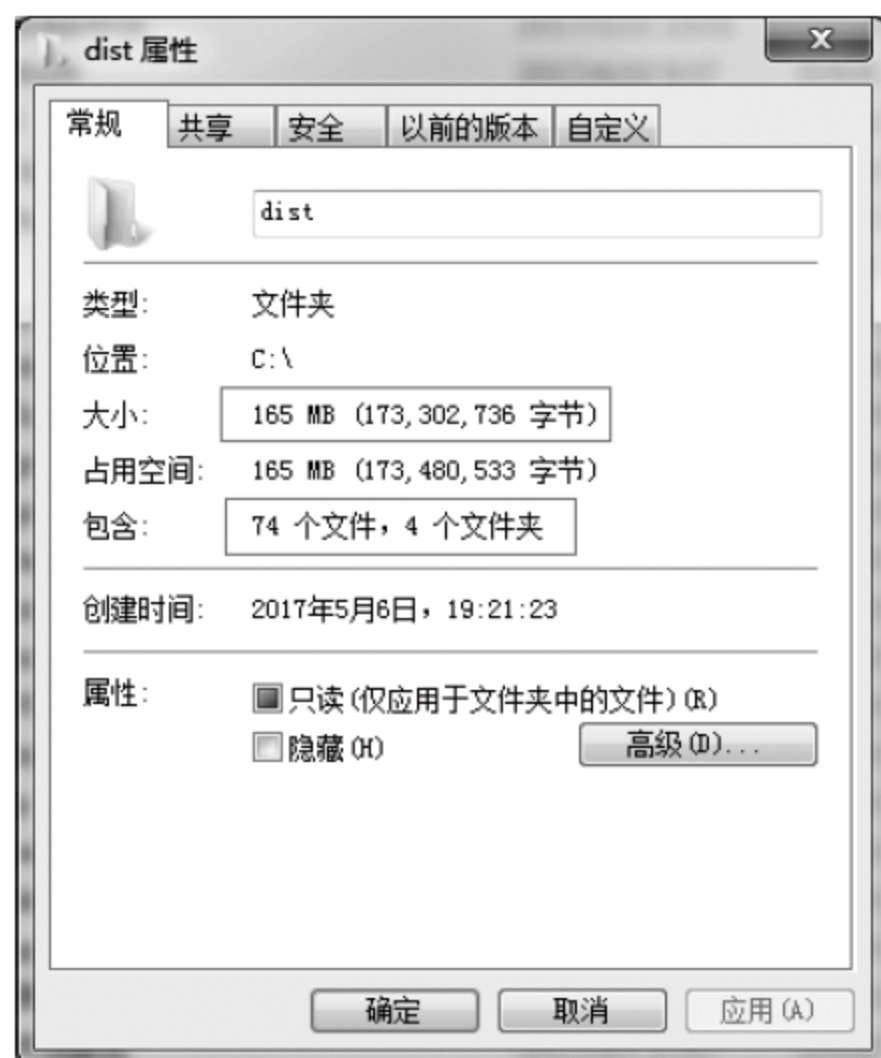 dist 属性
常规 共享 安全 以前的版本 自定义
dist
类型: 文件夹
位置: C:\
大小: 165 MB (173,302,736 字节)
占用空间: 165 MB (173,480,533 字节)
包含: 74 个文件，4 个文件夹
创建时间: 2017年5月6日，19:21:23
属性: 只读(仅应用于文件夹中的文件)(R)
隐藏(H) 高级(D)...
确定 取消 应用(A)